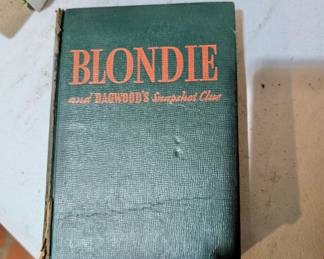 BLONDIE
and DAGWOOD'S Snapshot Clue